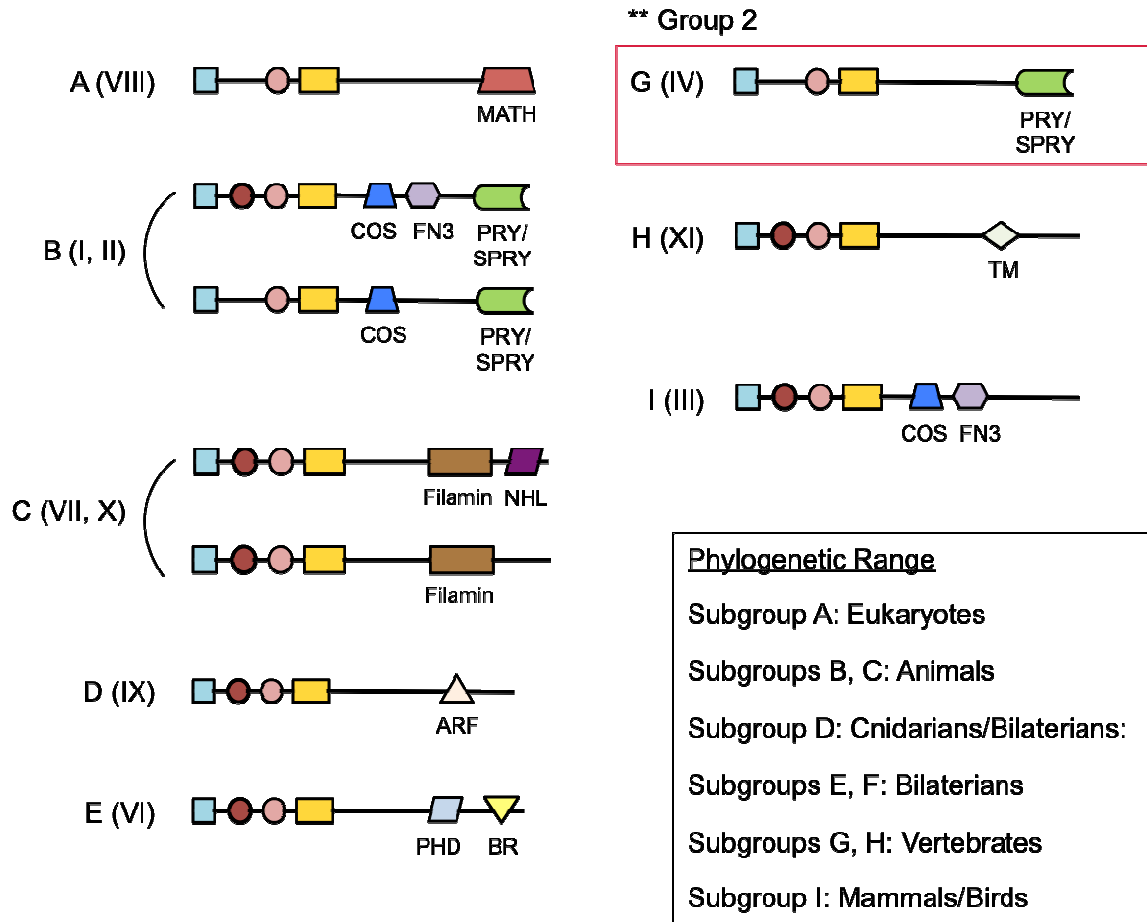 A (VIII)
MATH
B (I, II)
COS FN3 PRY/
SPRY
COS PRY/
SPRY
C (VII, X)
Filamin NHL
Filamin
D (IX)
ARF
E (VI)
PHD BR
** Group 2
G (IV)
PRY/
SPRY
H (XI)
TM
I (III)
COS FN3
Phylogenetic Range
Subgroup A: Eukaryotes
Subgroups B, C: Animals
Subgroup D: Cnidarians/Bilaterians:
Subgroups E, F: Bilaterians
Subgroups G, H: Vertebrates
Subgroup I: Mammals/Birds